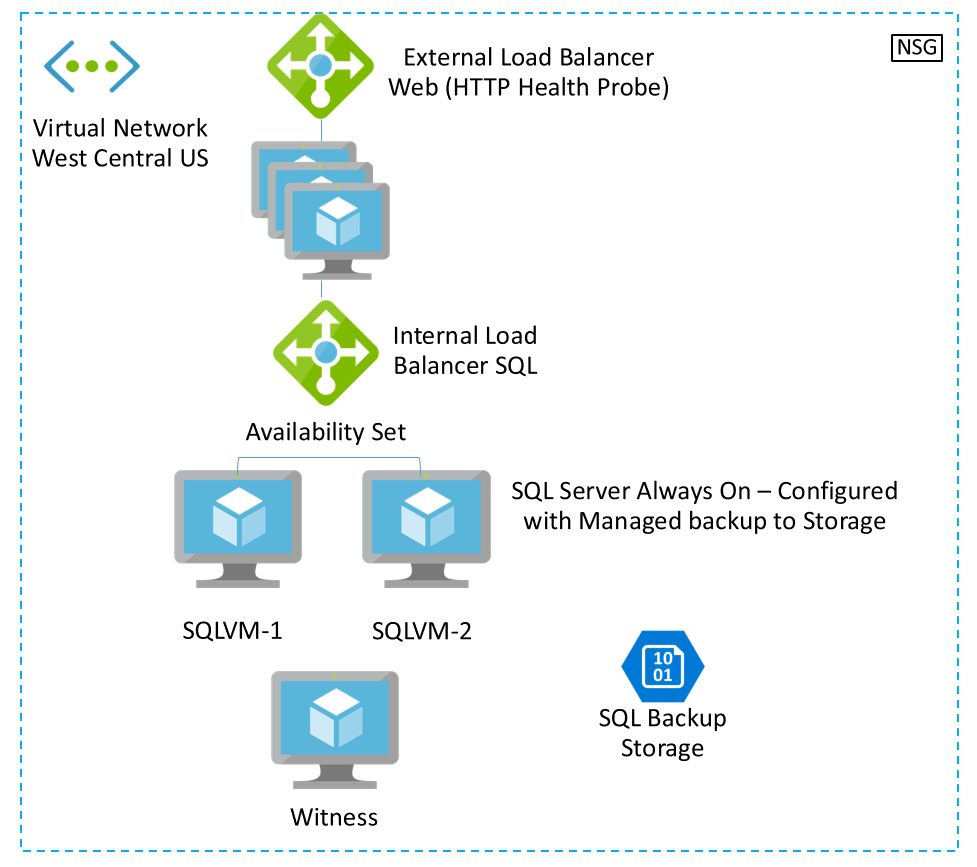 External Load Balancer
Web (HTTP Health Probe)
NSG
Virtual Network
West Central US
Internal Load
Balancer SQL
Availability Set
SQL Server Always On – Configured
with Managed backup to Storage
SQLVM-1
SQLVM-2
10
01
SQL Backup
Storage
Witness